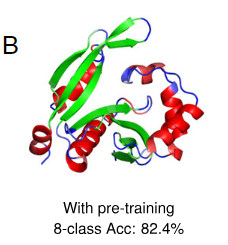 B
With pre-training
8-class Acc: 82.4%